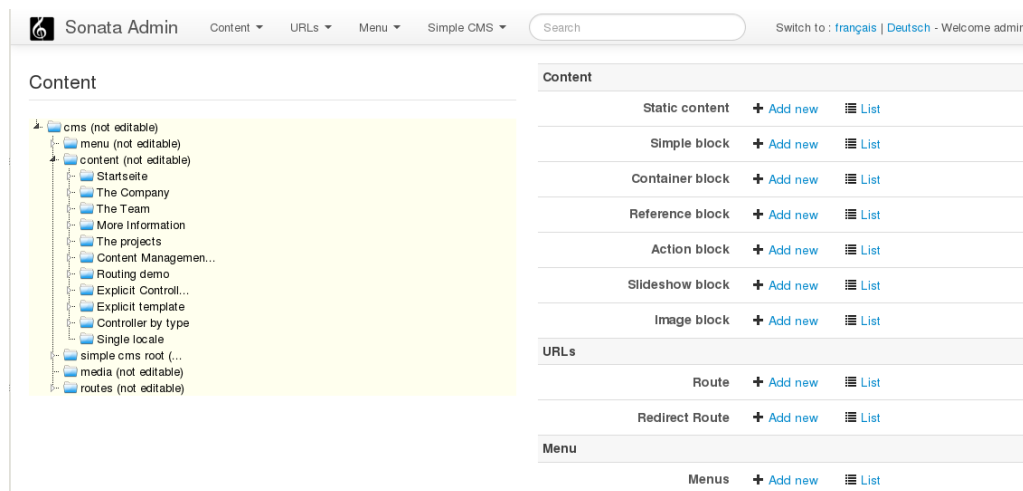 Sonata Admin Content URLs Menu Simple CMS Search Switch to : français | Deutsch - Welcome admin
Content
cms (not editable)
menu (not editable)
content (not editable)
Startseite
The Company
The Team
More Information
The projects
Content Managemen...
Routing demo
Explicit Controll...
Explicit template
Controller by type
Single locale
simple cms root (...
media (not editable)
routes (not editable)
Content
Static content Add new List
Simple block Add new List
Container block Add new List
Reference block Add new List
Action block Add new List
Slideshow block Add new List
Image block Add new List
URLs
Route Add new List
Redirect Route Add new List
Menu
Menus Add new List